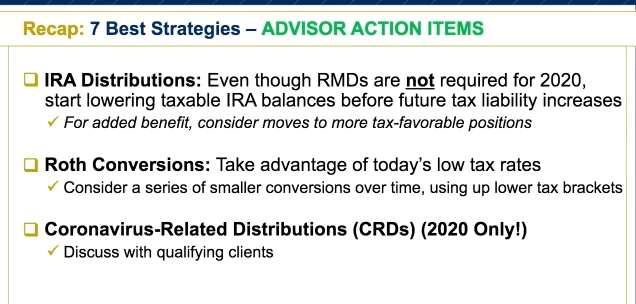 Recap: 7 Best Strategies – ADVISOR ACTION ITEMS
IRA Distributions: Even though RMDs are not required for 2020,
start lowering taxable IRA balances before future tax liability increases
For added benefit, consider moves to more tax-favorable positions
Roth Conversions: Take advantage of today's low tax rates
Consider a series of smaller conversions over time, using up lower tax brackets
Coronavirus-Related Distributions (CRDs) (2020 Only!)
Discuss with qualifying clients